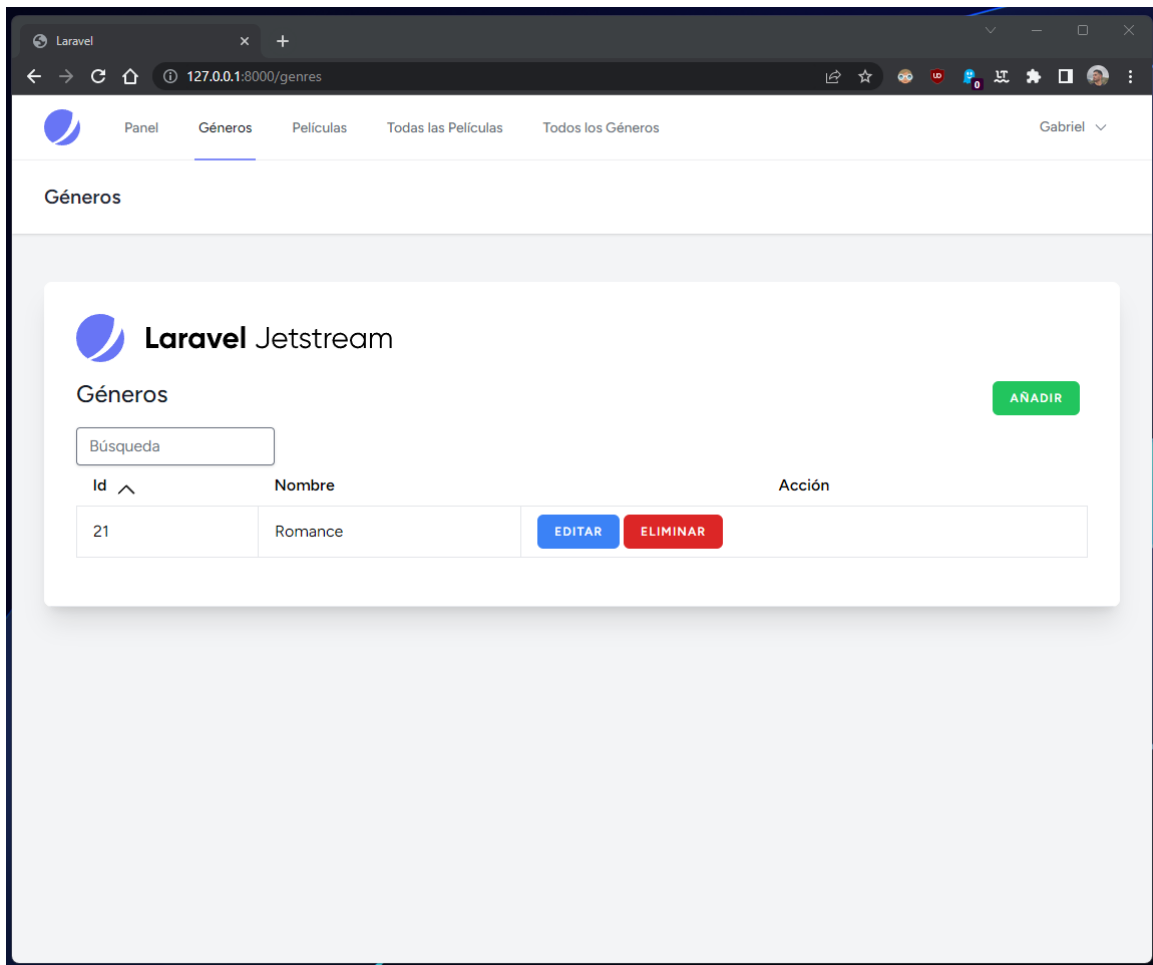 Laravel
127.0.0.1:8000/genres
0
Panel Géneros Películas Todas las Películas Todos los Géneros Gabriel
Géneros
Laravel Jetstream
Géneros
AÑADIR
Búsqueda
Id Nombre Acción
21 Romance EDITAR ELIMINAR